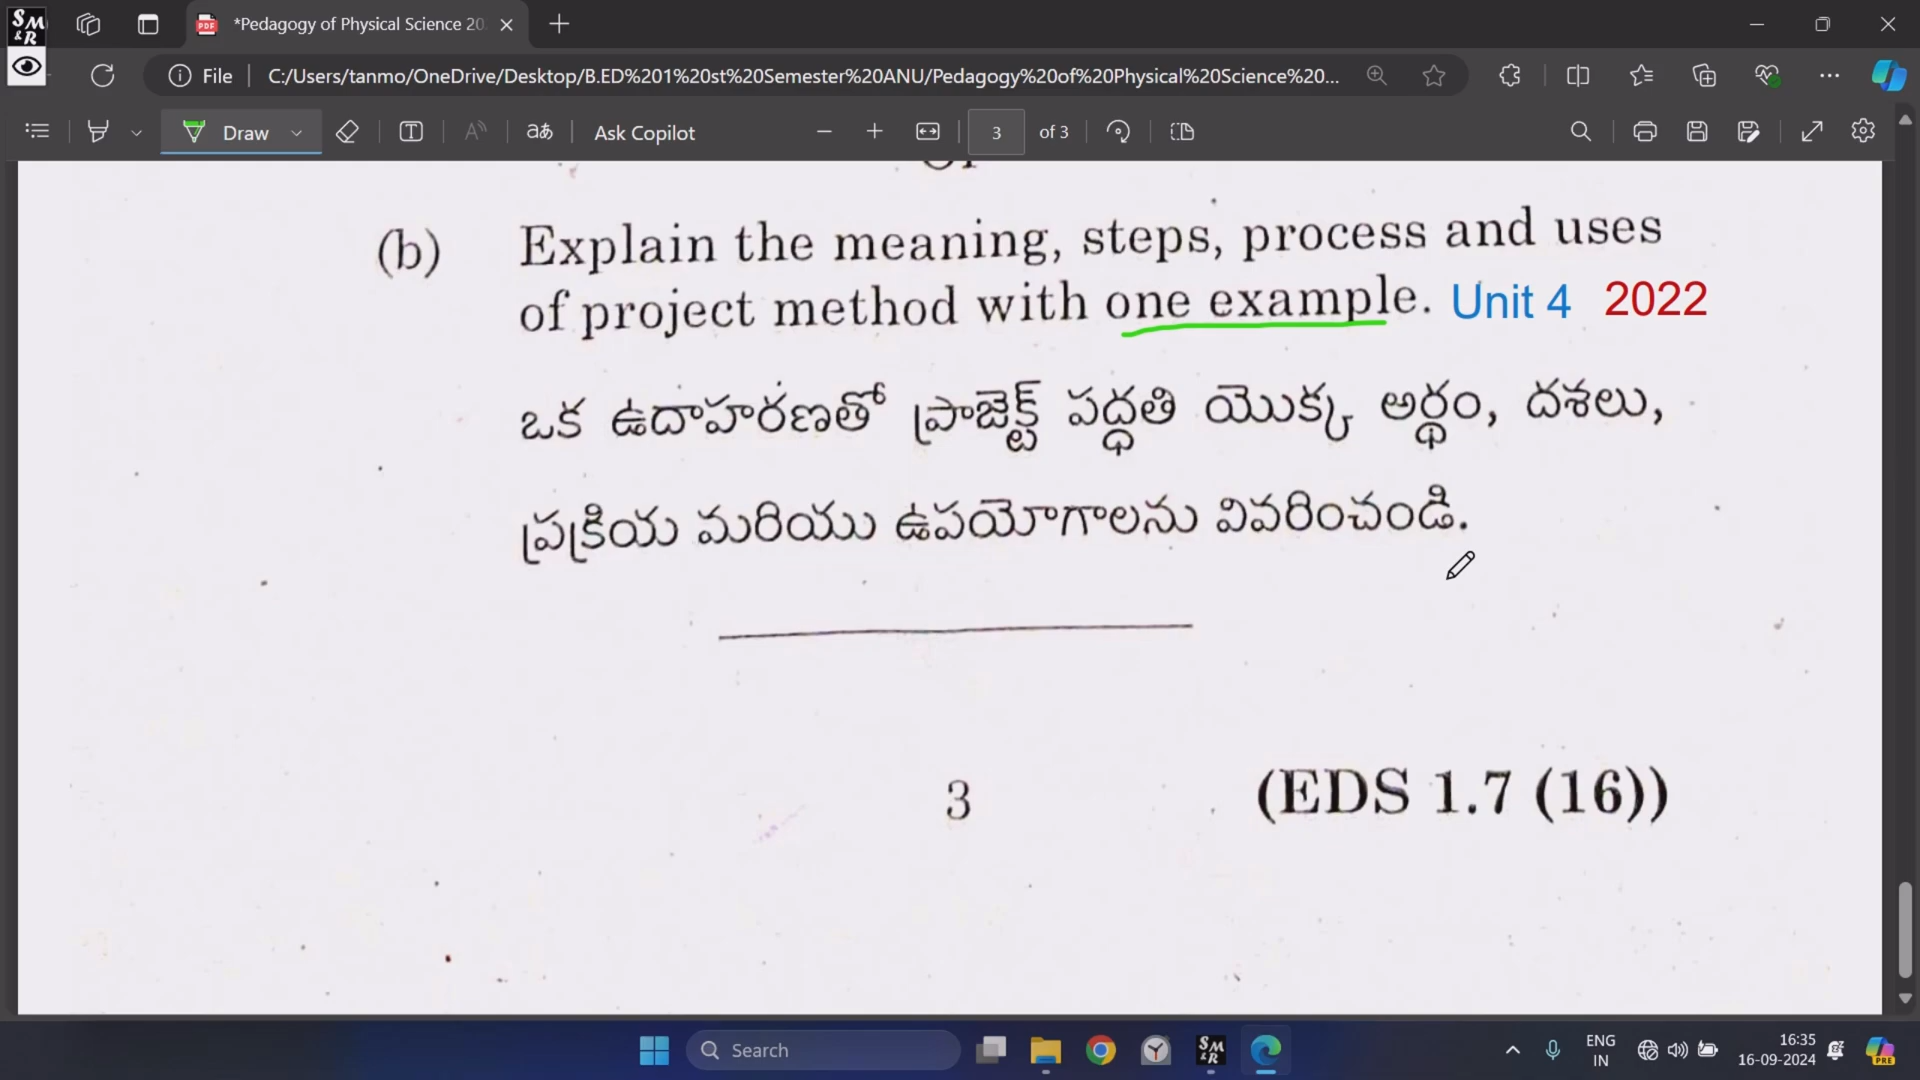 SM
&R
*Pedagogy of Physical Science 20
File
C:/Users/tanmo/OneDrive/Desktop/B.ED%201%20st%20Semester%20ANU/Pedagogy%20of%20Physical%20Science%20...
Draw
Ask Copilot
3 of 3
(b) Explain the meaning, steps, process and uses
of project method with one example. Unit 4 2022
ఒక ఉదాహరణతో ప్రాజెక్ట్ పద్ధతి యొక్క అర్థం, దశలు,
ప్రక్రియ మరియు ఉపయోగాలను వివరించండి.
3 (EDS 1.7 (16))
Search
SM
&R
ENG
IN
16:35
16-09-2024
PRE